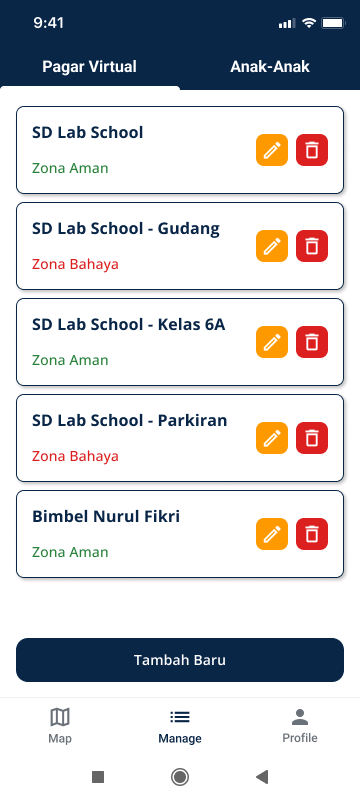 9:41
Pagar Virtual
Anak-Anak
SD Lab School
Zona Aman
SD Lab School - Gudang
Zona Bahaya
SD Lab School - Kelas 6A
Zona Aman
SD Lab School - Parkiran
Zona Bahaya
Bimbel Nurul Fikri
Zona Aman
Tambah Baru
Map
Manage
Profile